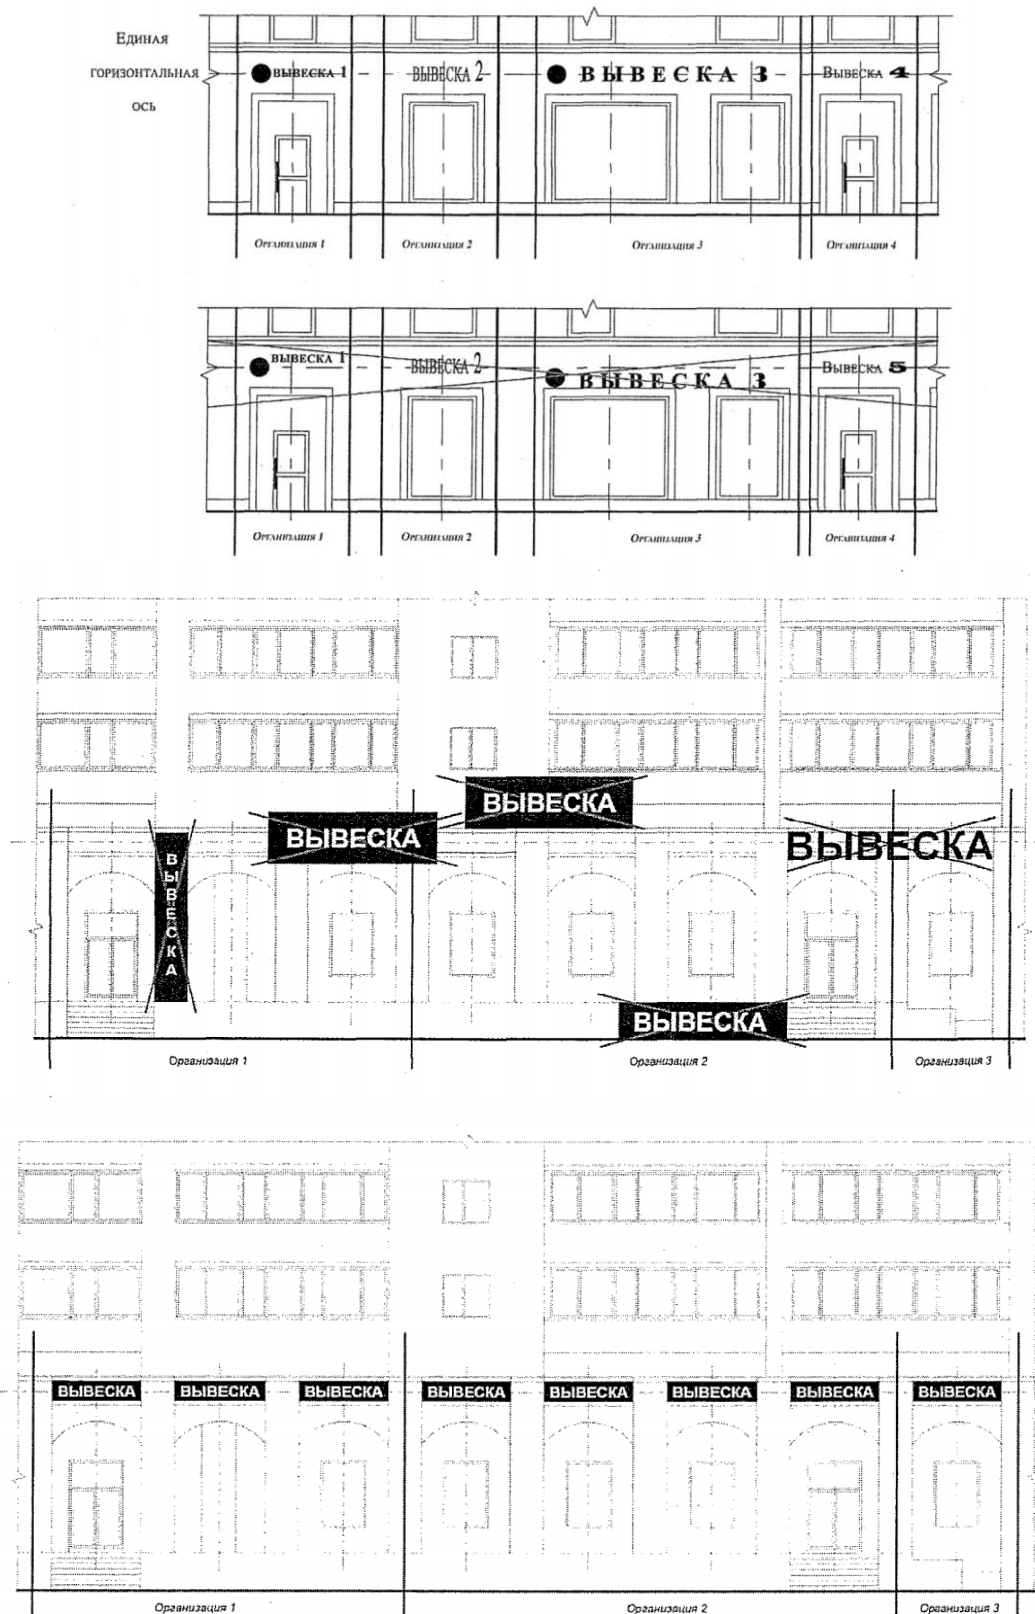 ЕДИНАЯ
ГОРИЗОНТАЛЬНАЯ
ОСЬ
ВЫВЕСКА 1
ВЫВЕСКА 2
ВЫВЕСКА 3
ВЫВЕСКА 4
ОРГАНИЗАЦИЯ 1
ОРГАНИЗАЦИЯ 2
ОРГАНИЗАЦИЯ 3
ОРГАНИЗАЦИЯ 4
ВЫВЕСКА 1
ВЫВЕСКА 2
ВЫВЕСКА 3
ВЫВЕСКА 5
ОРГАНИЗАЦИЯ 1
ОРГАНИЗАЦИЯ 2
ОРГАНИЗАЦИЯ 3
ОРГАНИЗАЦИЯ 4
ВЫВЕСКА
ВЫВЕСКА
ВЫВЕСКА
ВЫВЕСКА
ВЫВЕСКА
Организация 1
Организация 2
Организация 3
ВЫВЕСКА
ВЫВЕСКА
ВЫВЕСКА
ВЫВЕСКА
ВЫВЕСКА
ВЫВЕСКА
ВЫВЕСКА
ВЫВЕСКА
Организация 1
Организация 2
Организация 3